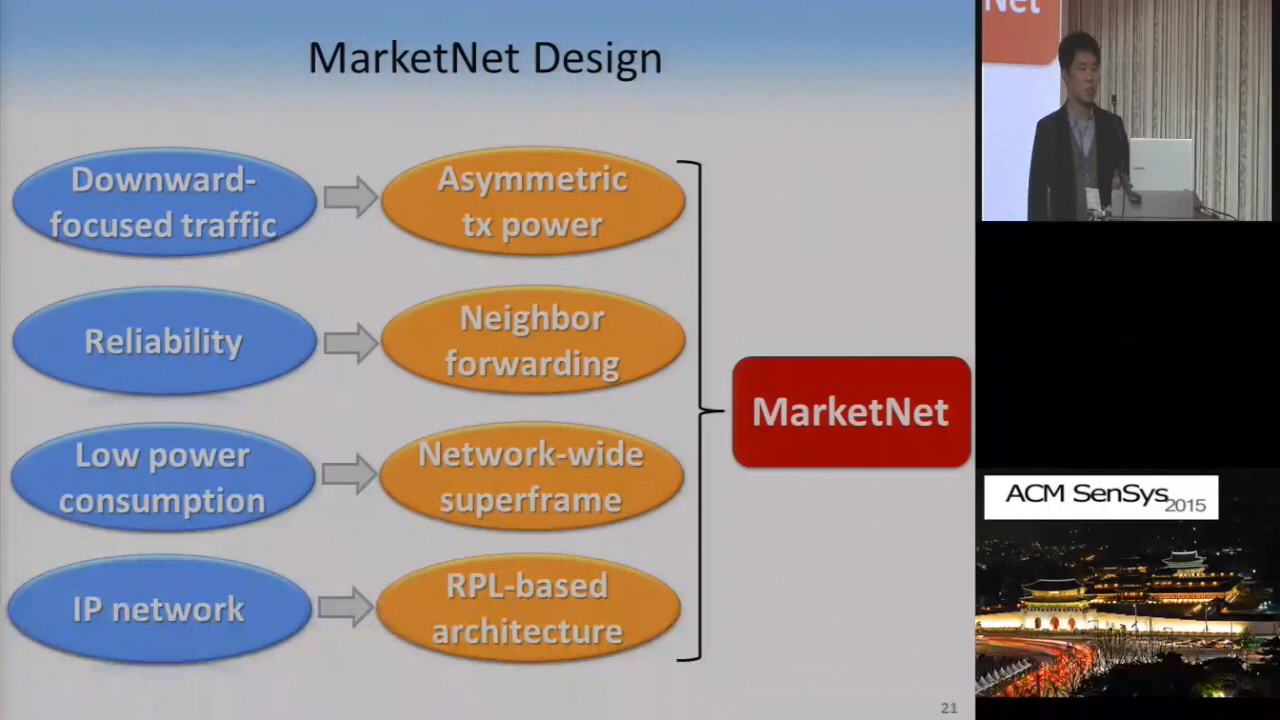 MarketNet Design
Downward-
focused traffic
Asymmetric
tx power
Reliability
Neighbor
forwarding
Low power
consumption
Network-wide
superframe
IP network
RPL-based
architecture
MarketNet
21
Net
ACM SenSys
2015